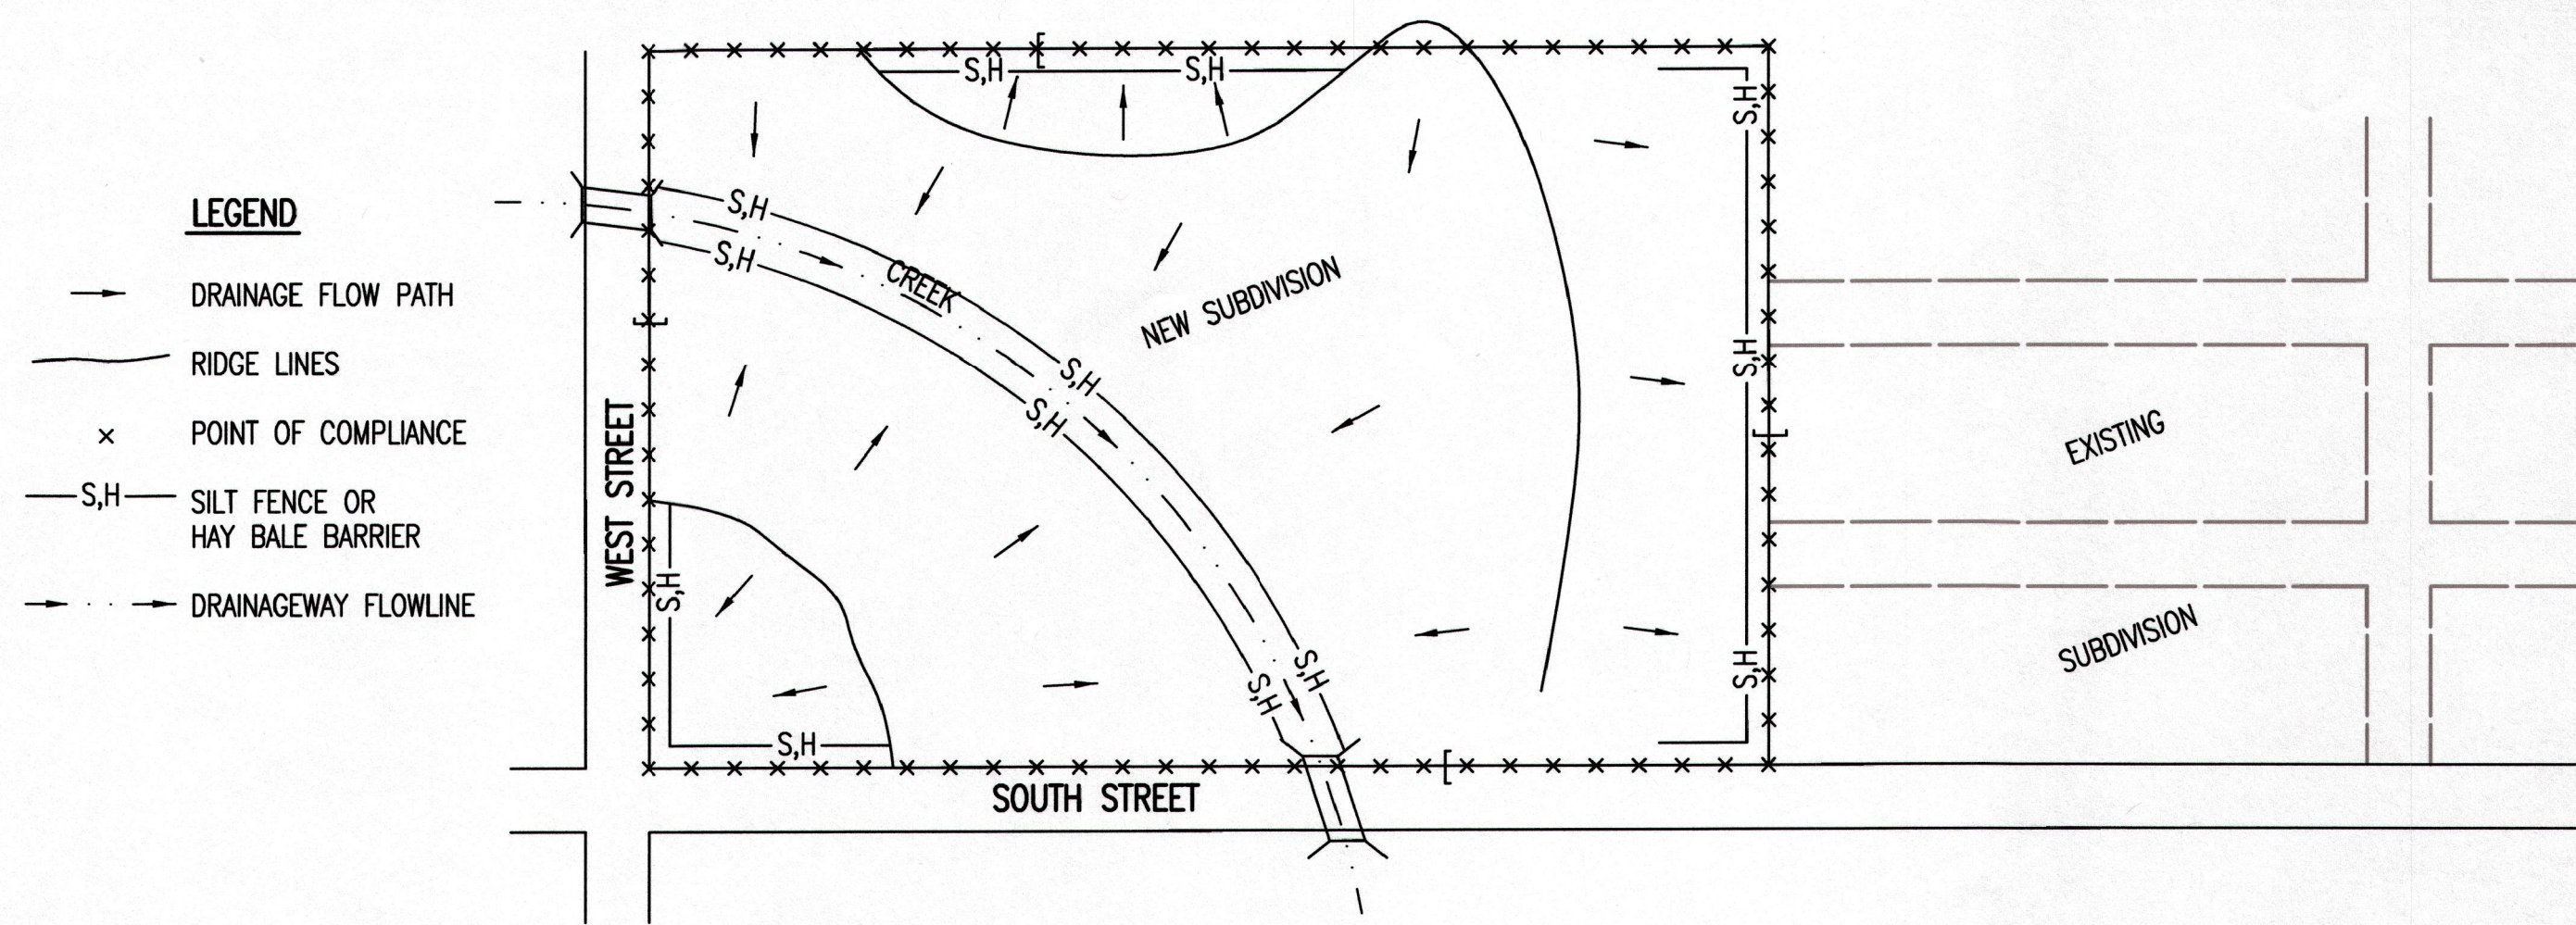 LEGEND
DRAINAGE FLOW PATH
RIDGE LINES
POINT OF COMPLIANCE
S,H
SILT FENCE OR
HAY BALE BARRIER
DRAINAGEWAY FLOWLINE
S,H
S,H
S,H
S,H
S,H
CREEK
NEW SUBDIVISION
S,H
S,H
S,H
WEST STREET
EXISTING
S,H
SUBDIVISION
S,H
S,H
S,H
S,H
SOUTH STREET